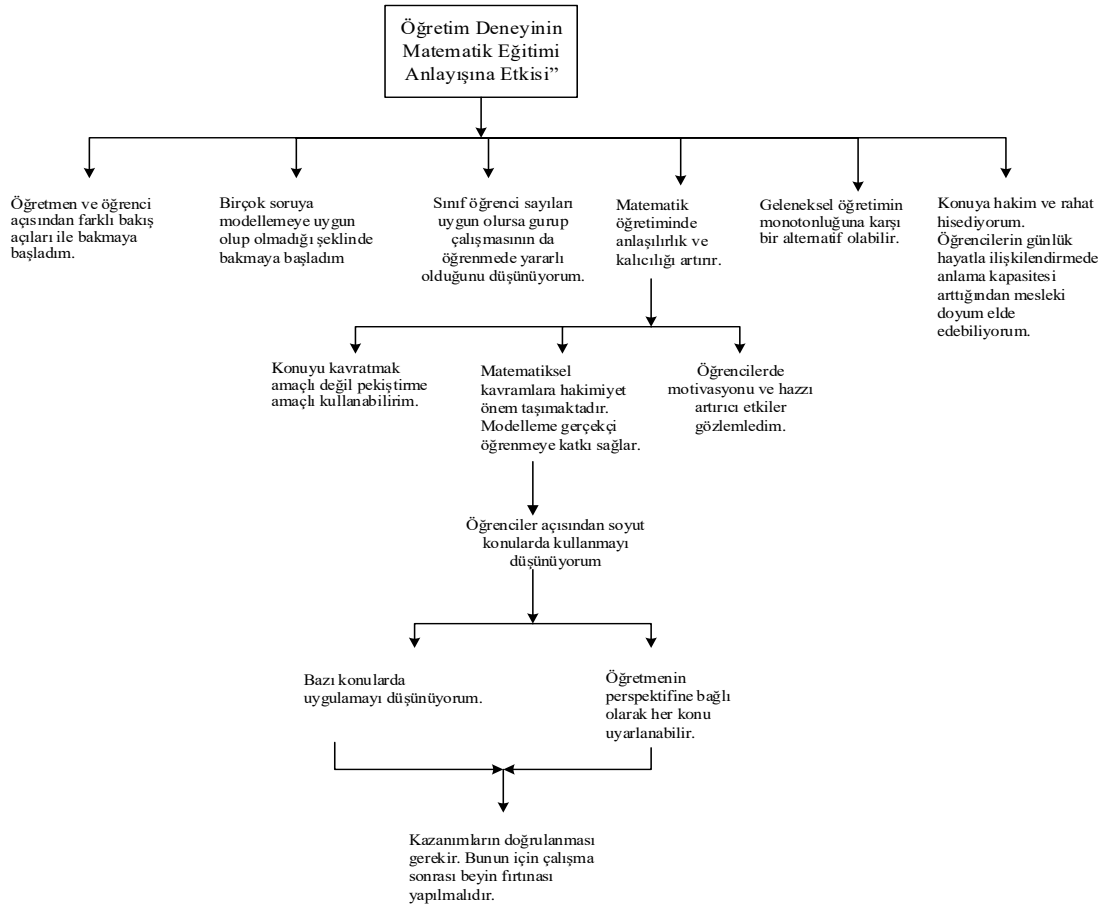 Öğretim Deneyinin
Matematik Eğitimi
Anlayışına Etkisi”
Öğretmen ve öğrenci
açısından farklı bakış
açıları ile bakmaya
başladım.
Birçok soruya
modellemeye uygun
olup olmadığı şeklinde
bakmaya başladım
Sınıf öğrenci sayıları
uygun olursa gurup
çalışmasının da
öğrenmede yararlı
olduğunu düşünüyorum.
Matematik
öğretiminde
anlaşılırlık ve
kalıcılığı artırır.
Geleneksel öğretimin
monotonluğuna karşı
bir alternatif olabilir.
Konuya hakim ve rahat
hisediyorum.
Öğrencilerin günlük
hayatla ilişkilendirmede
anlama kapasitesi
arttığından mesleki
doyum elde
edebiliyorum.
Konuyu kavratmak
amaçlı değil pekiştirme
amaçlı kullanabilirim.
Matematiksel
kavramlara hakimiyet
önem taşımaktadır.
Modelleme gerçekçi
öğrenmeye katkı sağlar.
Öğrencilerde
motivasyonu ve hazzı
artırıcı etkiler
gözlemledim.
Öğrenciler açısından soyut
konularda kullanmayı
düşünüyorum
Bazı konularda
uygulamayı düşünüyorum.
Öğretmenin
perspektifine bağlı
olarak her konu
uyarlanabilir.
Kazanımların doğrulanması
gerekir. Bunun için çalışma
sonrası beyin fırtınası
yapılmalıdır.